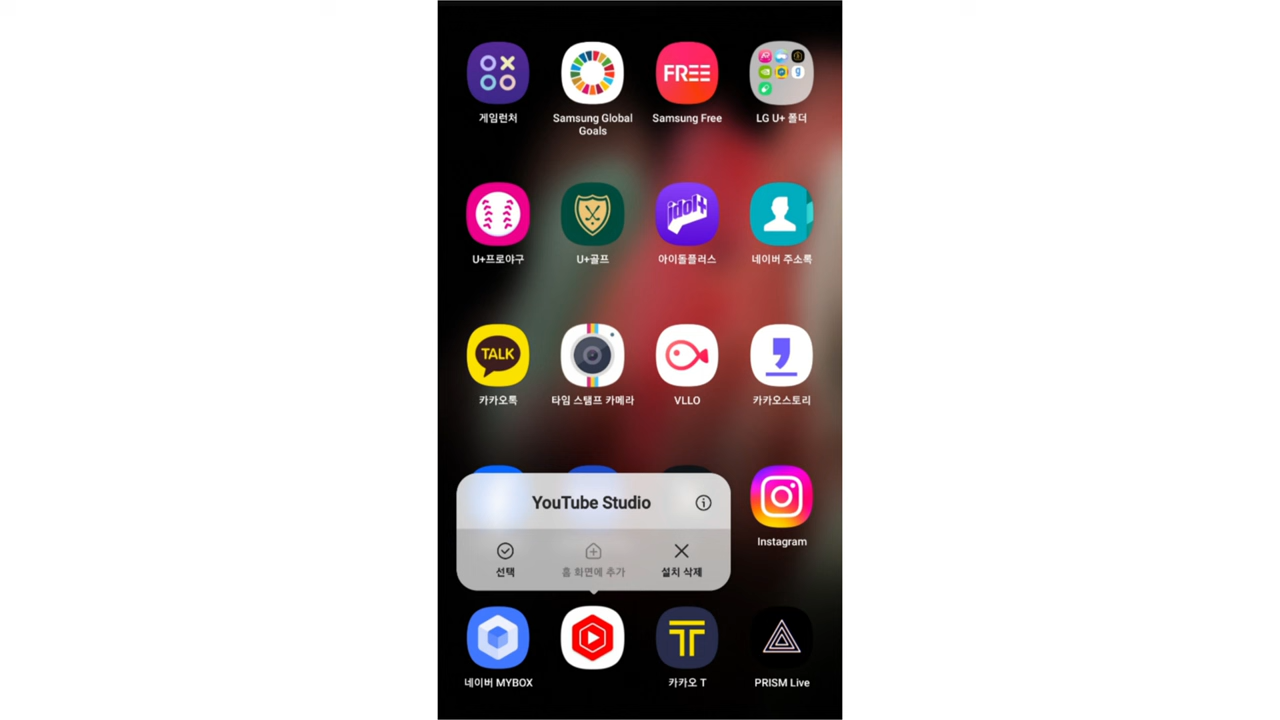 게임런처
Samsung Global
Goals
FREE
Samsung Free
LG U+ 폴더
U+프로야구
U+골프
idol+
아이돌플러스
네이버 주소록
TALK
카카오톡
타임 스탬프 카메라
VLLO
카카오스토리
YouTube Studio
선택
홈 화면에 추가
설치 삭제
Instagram
네이버 MYBOX
카카오 T
PRISM Live